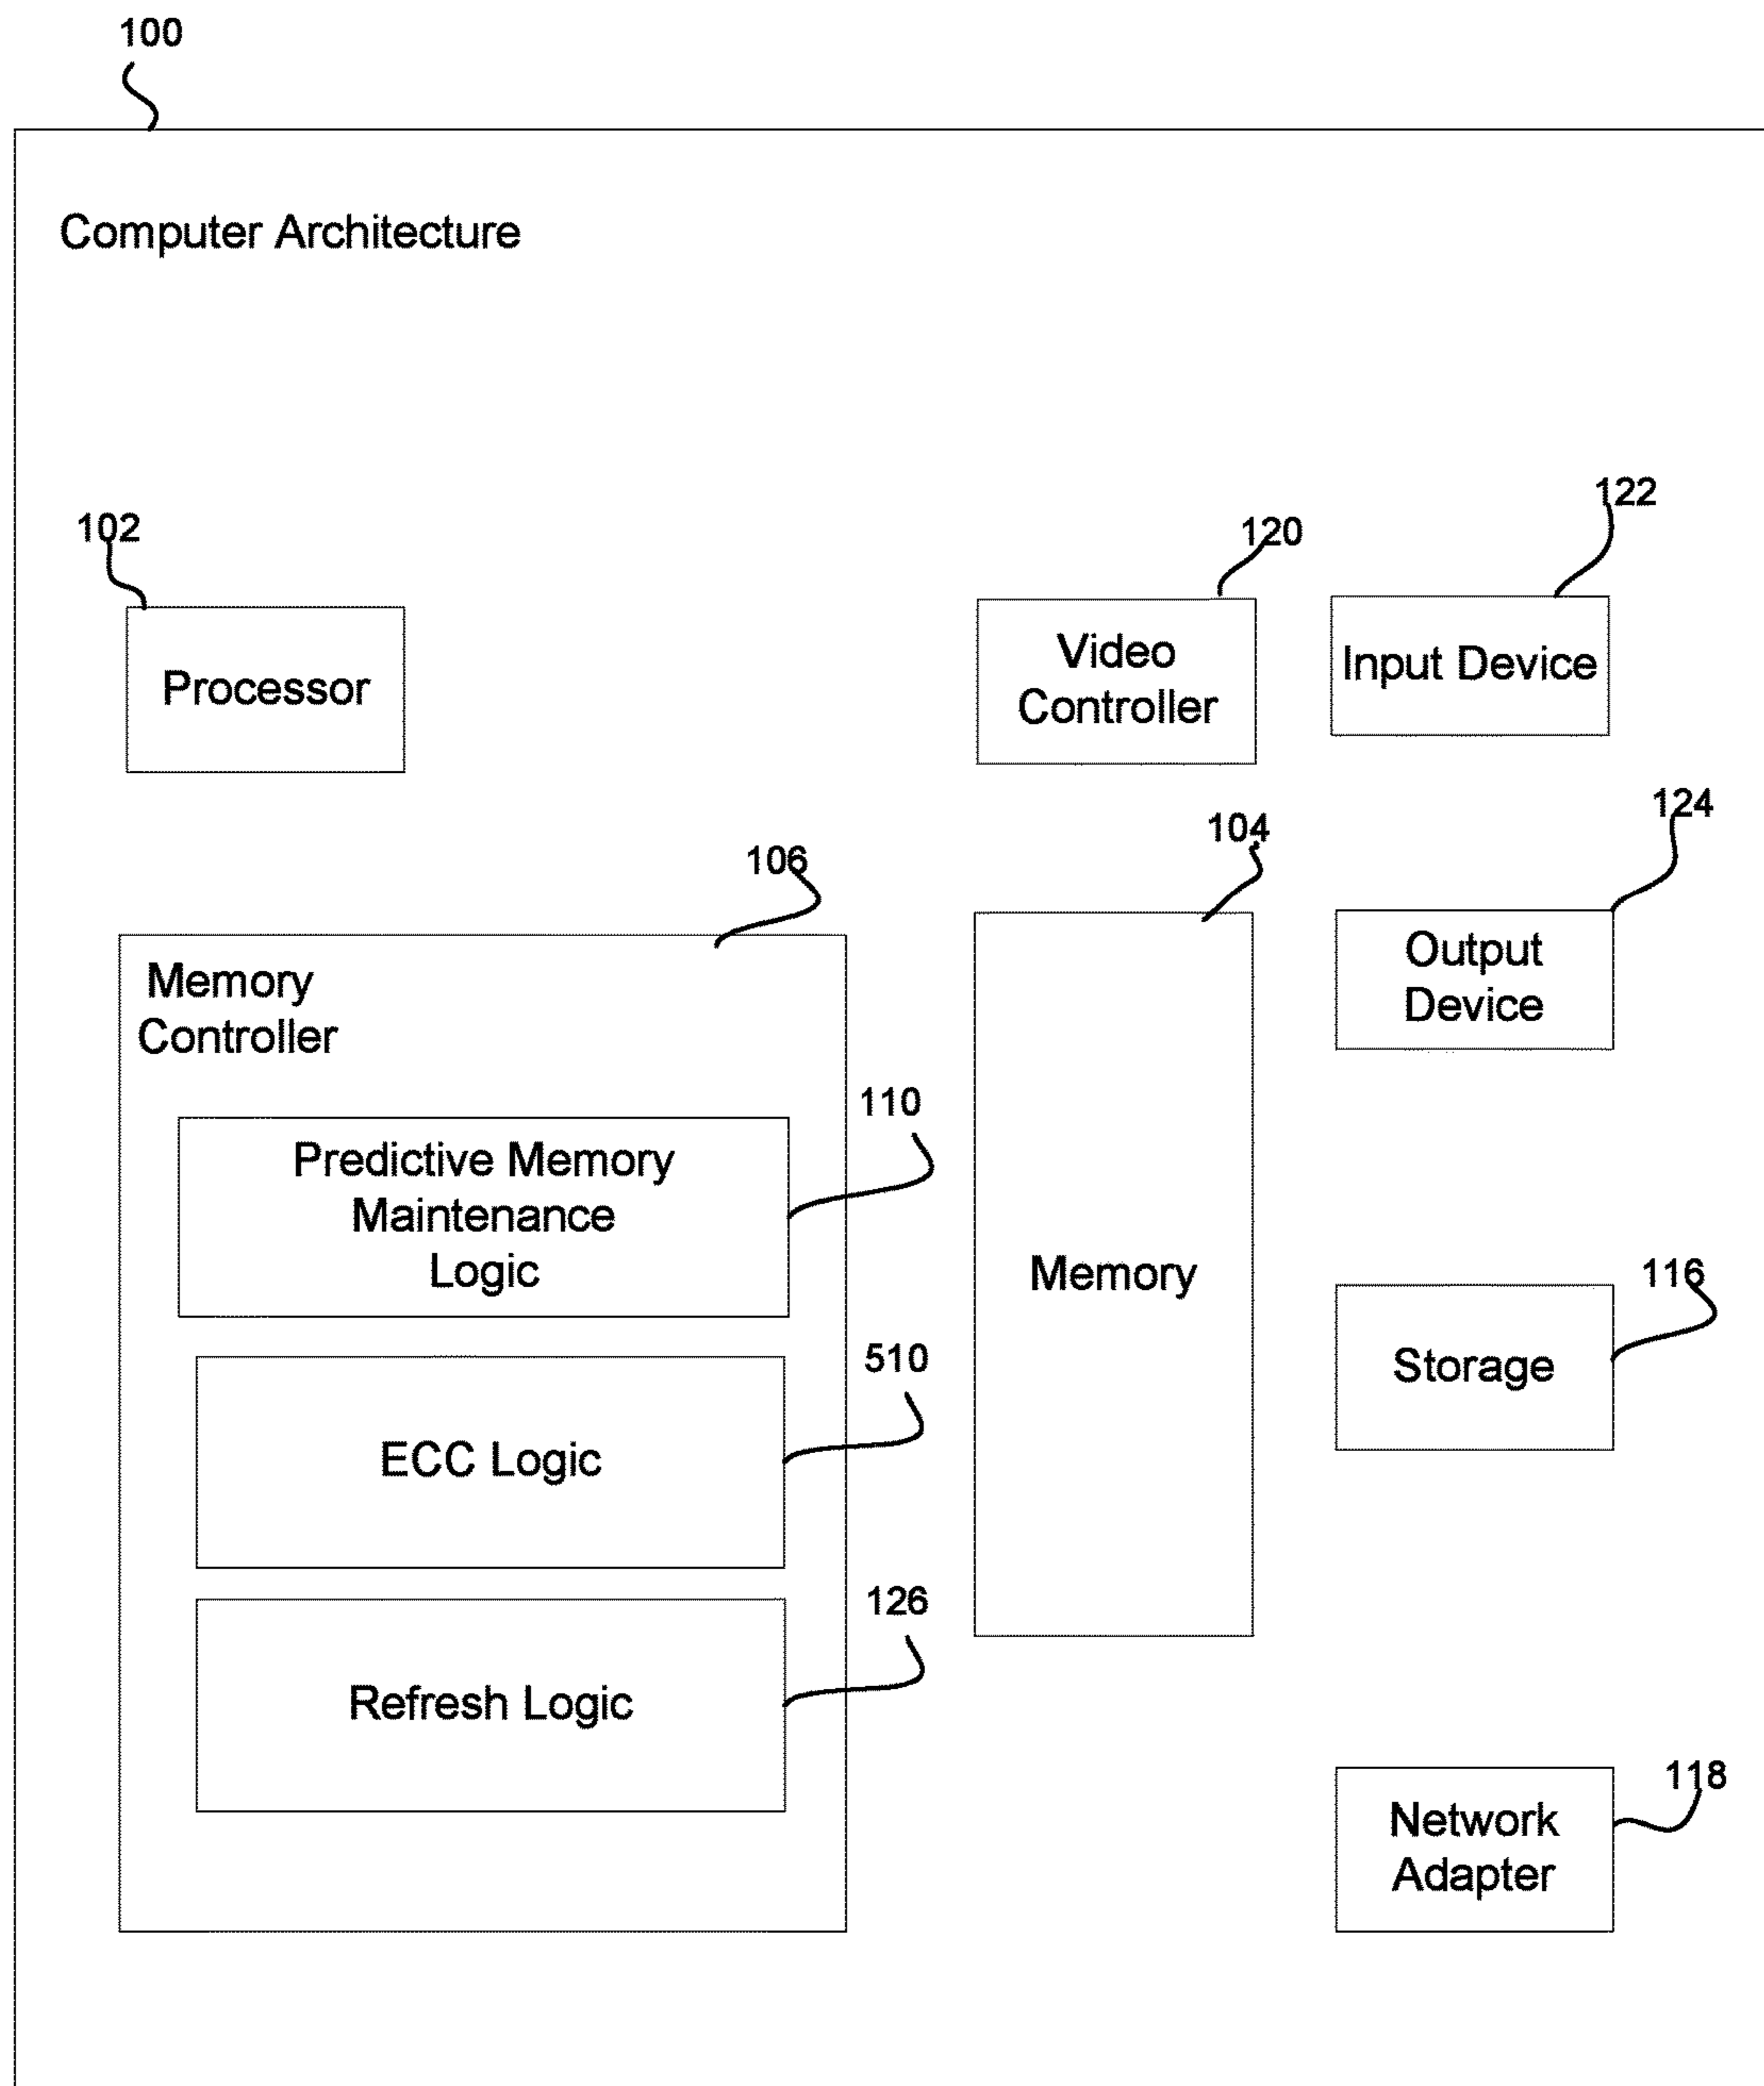 100
Computer Architecture
102
Processor
120
Video
Controller
122
Input Device
106
Memory
Controller
110
Predictive Memory
Maintenance
Logic
510
ECC Logic
126
Refresh Logic
104
Memory
124
Output
Device
116
Storage
118
Network
Adapter